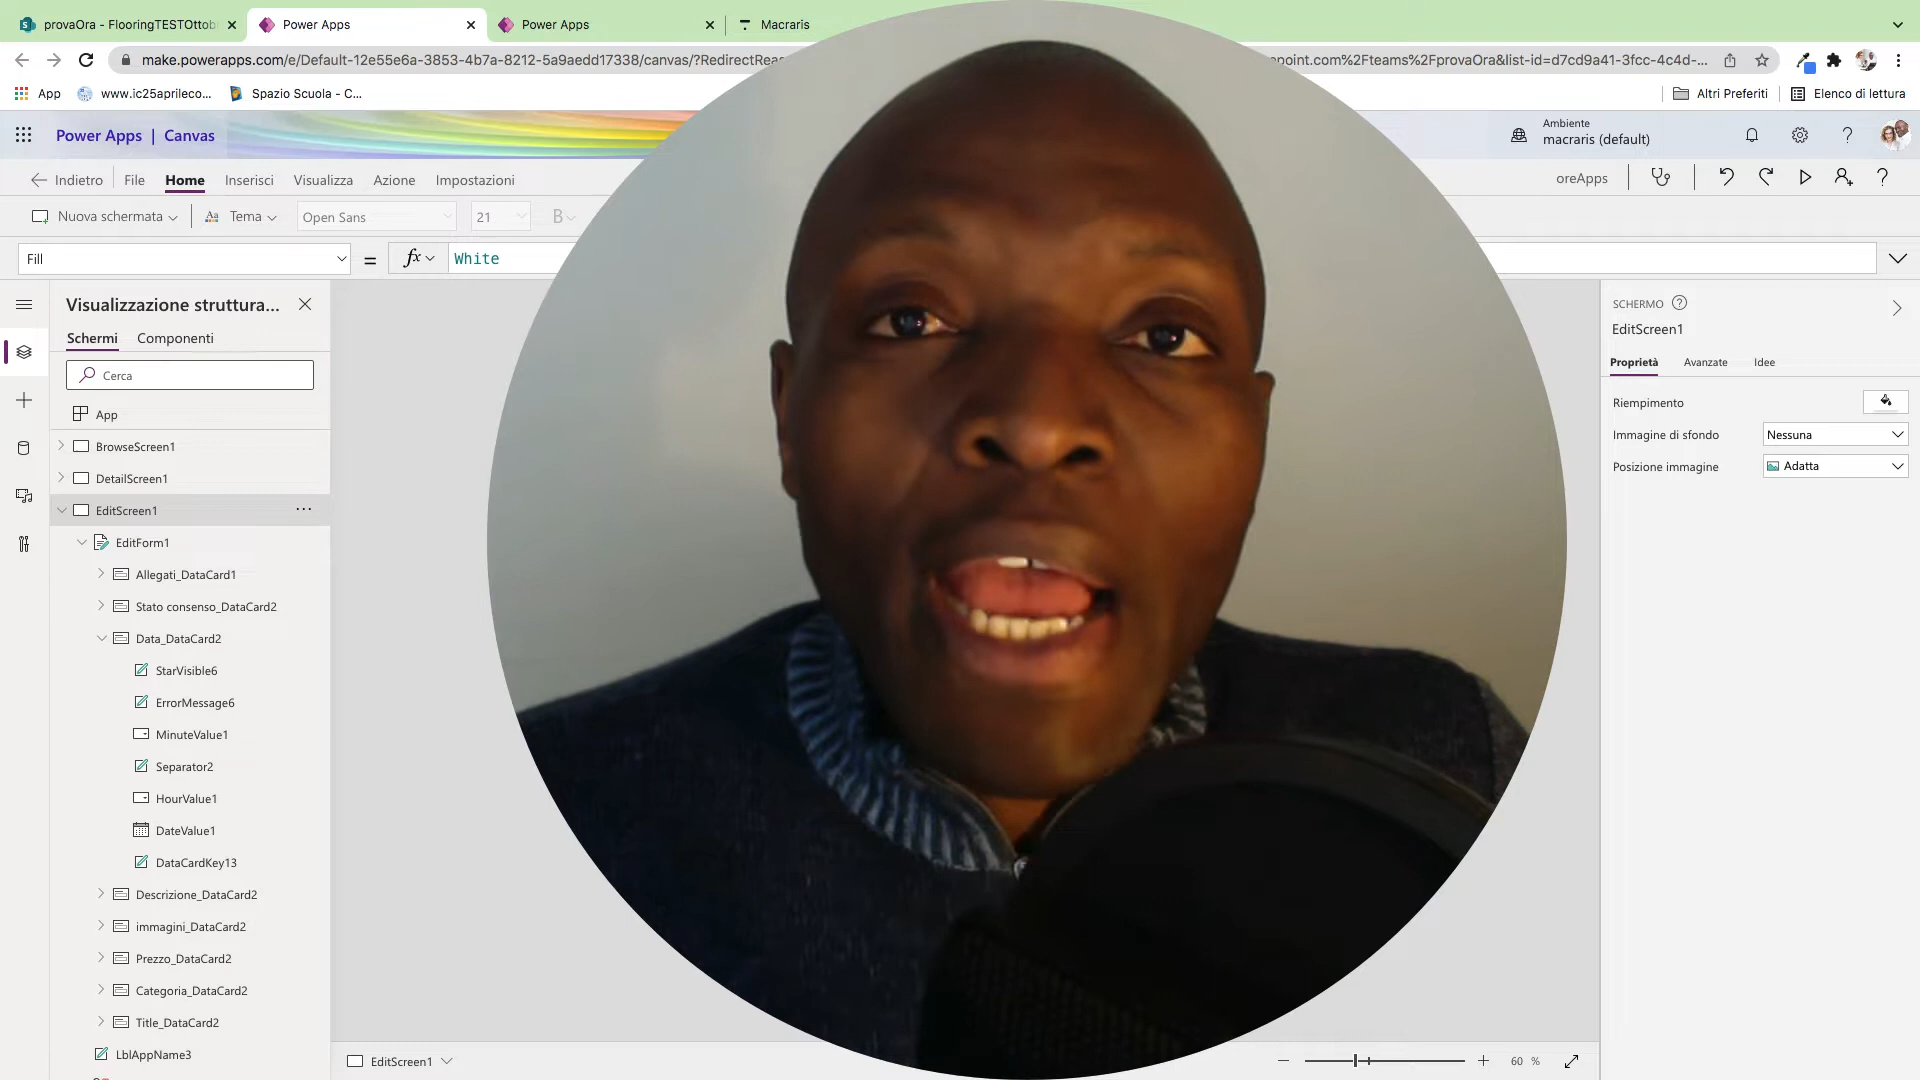 provaOra - FlooringTESTOttob
Power Apps
Power Apps
Macraris
make.powerapps.com/e/Default-12e55e6a-3853-4b7a-8212-5a9aedd17338/canvas/?RedirectRea
epoint.com%2Fteams%2FprovaOra&list-id=d7cd9a41-3fcc-4c4d-...
App
www.ic25aprileco...
Spazio Scuola - C...
Altri Preferiti
Elenco di lettura
Power Apps | Canvas
Ambiente
macraris (default)
Indietro
File
Home
Inserisci
Visualizza
Azione
Impostazioni
oreApps
Nuova schermata
Tema
Open Sans
21
B
Fill
=
fx
White
Visualizzazione struttura...
Schermi
Componenti
Cerca
App
BrowseScreen1
DetailScreen1
EditScreen1
EditForm1
Allegati_DataCard1
Stato consenso_DataCard2
Data_DataCard2
StarVisible6
ErrorMessage6
MinuteValue1
Separator2
HourValue1
DateValue1
DataCardKey13
Descrizione_DataCard2
immagini_DataCard2
Prezzo_DataCard2
Categoria_DataCard2
Title_DataCard2
LblAppName3
SCHERMO
EditScreen1
Proprietà
Avanzate
Idee
Riempimento
Immagine di sfondo
Nessuna
Posizione immagine
Adatta
EditScreen1
60 %